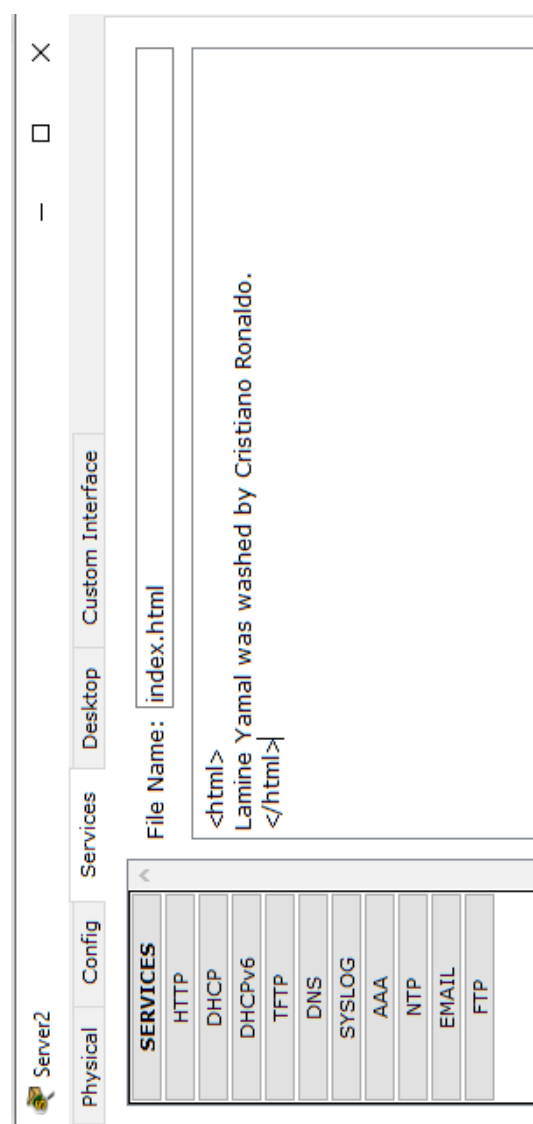 Server2
Physical Config Services Desktop Custom Interface
SERVICES
HTTP
DHCP
DHCPv6
TFTP
DNS
SYSLOG
AAA
NTP
EMAIL
FTP
File Name: index.html
<html>
Lamine Yamal was washed by Cristiano Ronaldo.
</html>